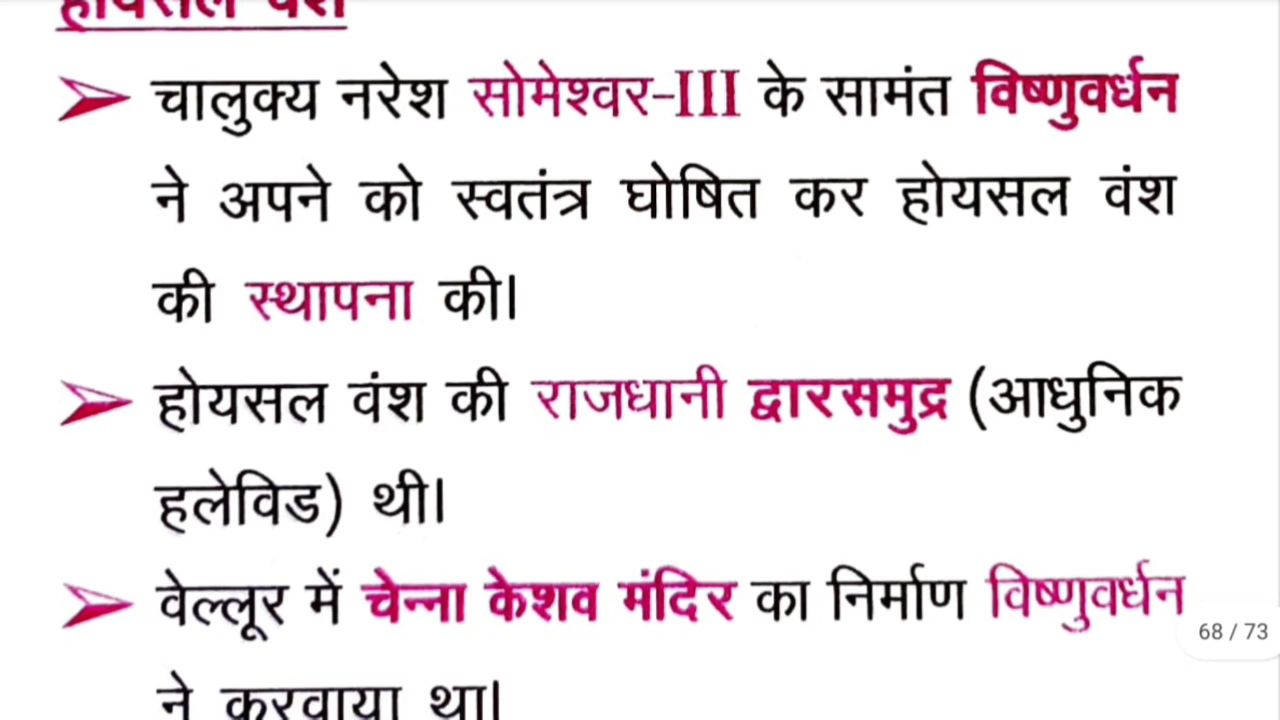 होयसल वंश
चालुक्य नरेश सोमेश्वर-III के सामंत विष्णुवर्धन
ने अपने को स्वतंत्र घोषित कर होयसल वंश
की स्थापना की।
होयसल वंश की राजधानी द्वारसमुद्र (आधुनिक
हलेविड) थी।
वेल्लूर में चेन्ना केशव मंदिर का निर्माण विष्णुवर्धन
68 / 73
ने करवाया था।